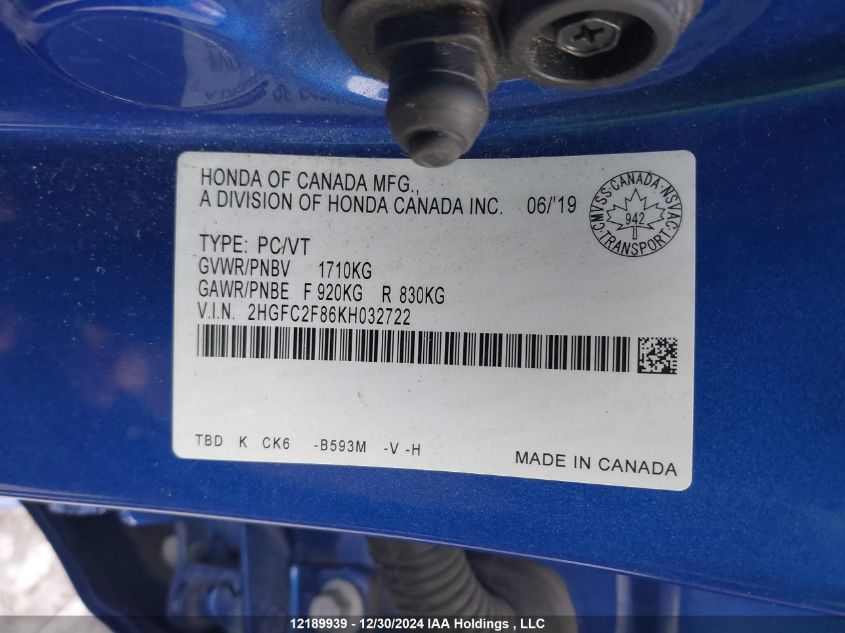 HONDA OF CANADA MFG.,
A DIVISION OF HONDA CANADA INC. 06/'19
CMVSS-CANADA-NSVAC
942
TRANSPORT
TYPE: PC/VT
GVWR/PNBV 1710KG
GAWR/PNBE F 920KG R 830KG
V.I.N. 2HGFC2F86KH032722
TBD K CK6 -B593M -V -H
MADE IN CANADA
12189939 - 12/30/2024 IAA Holdings , LLC